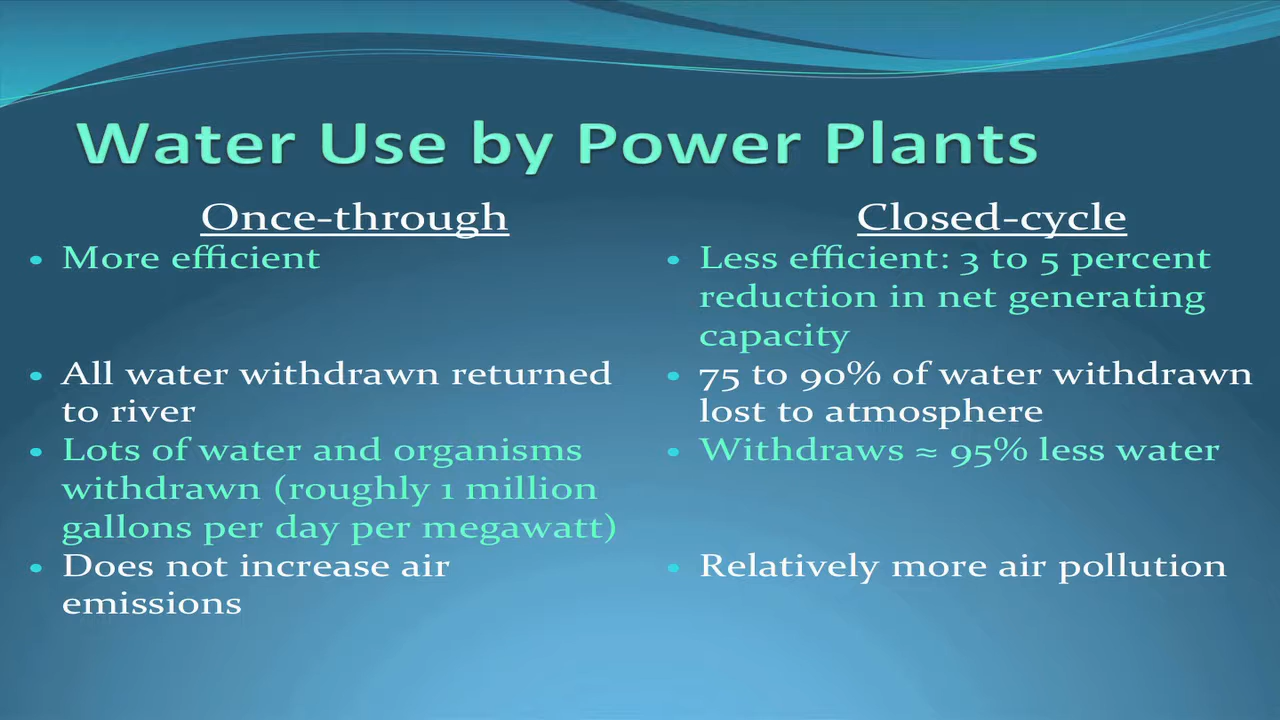 Water Use by Power Plants
Once-through
• More efficient
• All water withdrawn returned
to river
• Lots of water and organisms
withdrawn (roughly 1 million
gallons per day per megawatt)
• Does not increase air
emissions
Closed-cycle
• Less efficient: 3 to 5 percent
reduction in net generating
capacity
• 75 to 90% of water withdrawn
lost to atmosphere
• Withdraws ≈ 95% less water
• Relatively more air pollution